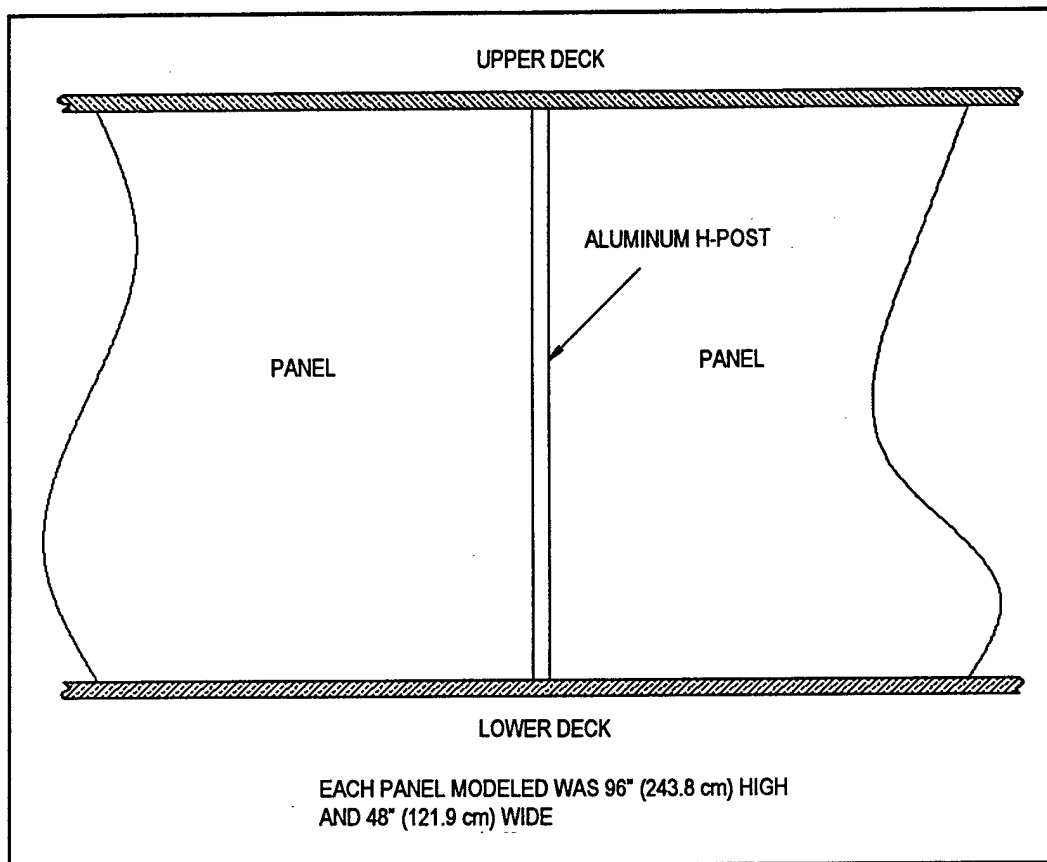 UPPER DECK
ALUMINUM H-POST
PANEL
PANEL
LOWER DECK
EACH PANEL MODELED WAS 96" (243.8 cm) HIGH
AND 48" (121.9 cm) WIDE